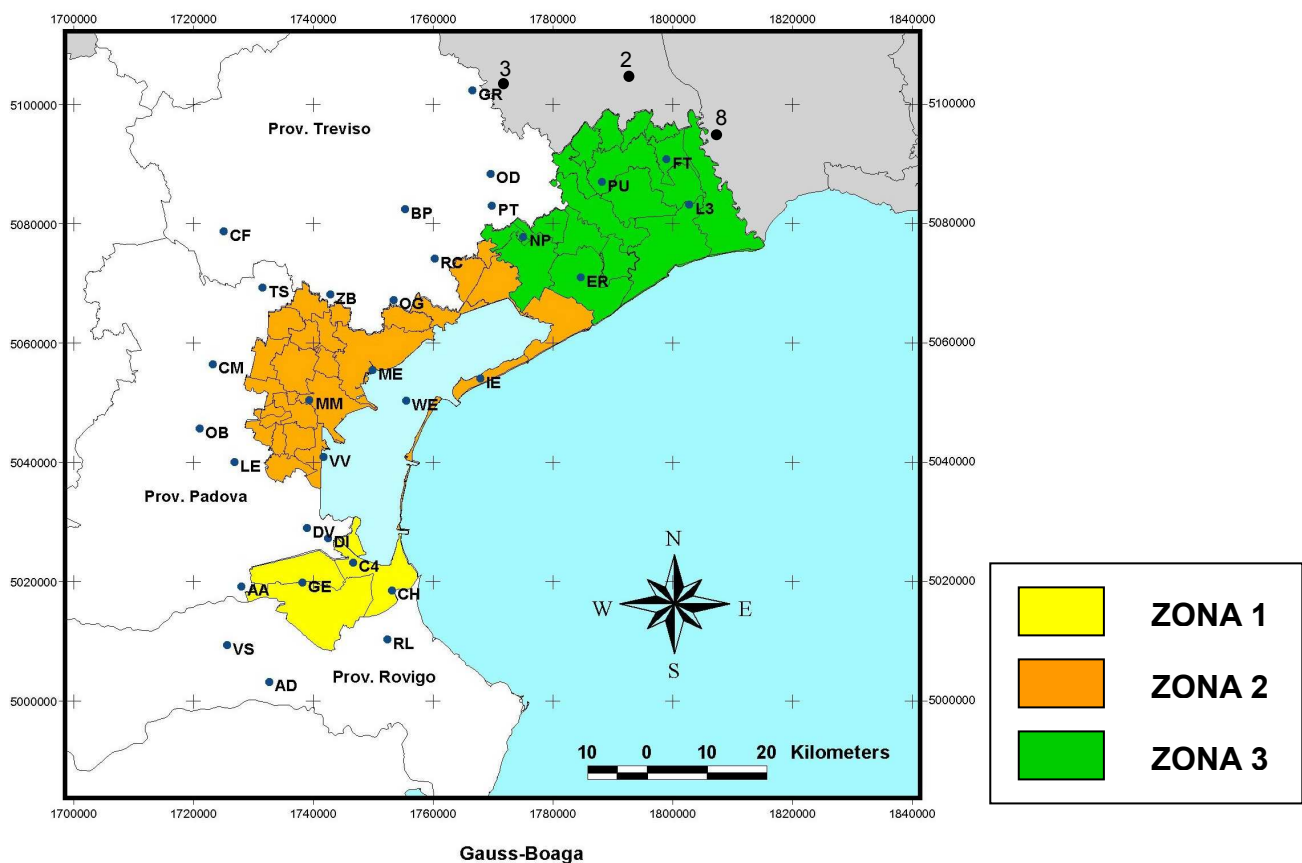 1700000 1720000 1740000 1760000 1780000 1800000 1820000 1840000
3 2
GR
5100000 5100000
8
Prov. Treviso
FT
OD
PU
PT
L3
BP
5080000 5080000
CF
NP
RC
ER
TS
ZB
OG
5060000 5060000
CM
ME
IE
MM
WE
OB
LE
VV
5040000 5040000
Prov. Padova
DV
DI
N
C4
5020000 5020000
AA
GE
CH
W E
ZONA 1
RL
VS
S
Prov. Rovigo
AD
ZONA 2
5000000 5000000
10 0 10 20 Kilometers
ZONA 3
1700000 1720000 1740000 1760000 1780000 1800000 1820000 1840000
Gauss-Boaga